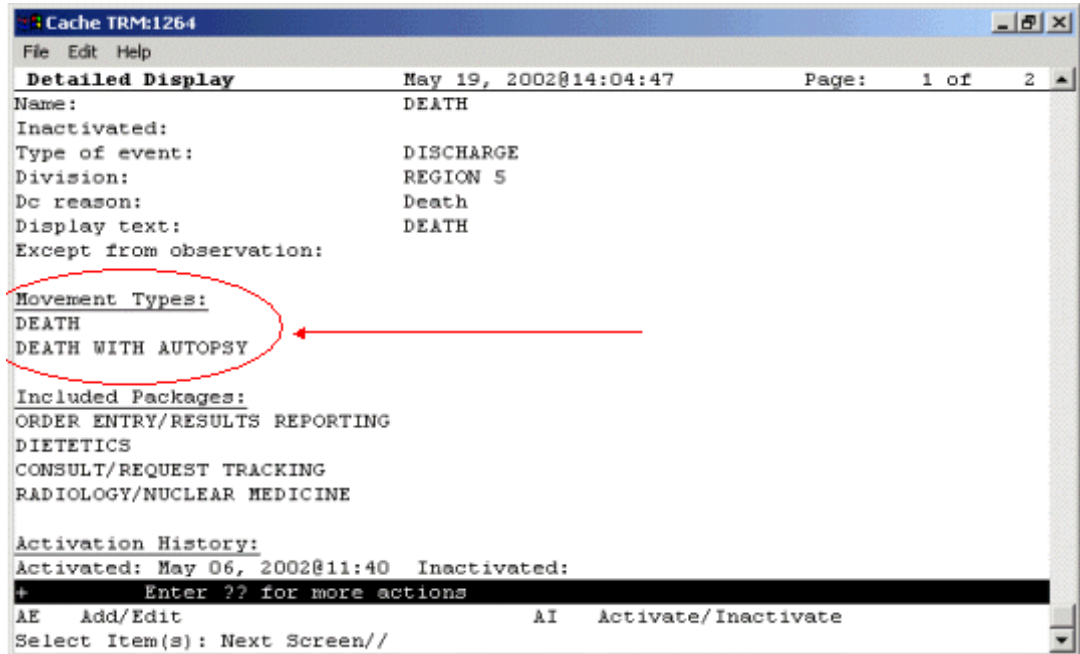 Cache TRM:1264
File Edit Help
Detailed Display May 19, 2002@14:04:47 Page: 1 of 2
Name: DEATH
Inactivated:
Type of event: DISCHARGE
Division: REGION 5
Dc reason: Death
Display text: DEATH
Except from observation:
Movement Types:
DEATH
DEATH WITH AUTOPSY
Included Packages:
ORDER ENTRY/RESULTS REPORTING
DIETETICS
CONSULT/REQUEST TRACKING
RADIOLOGY/NUCLEAR MEDICINE
Activation History:
Activated: May 06, 2002@11:40 Inactivated:
+ Enter ?? for more actions
AE Add/Edit AI Activate/Inactivate
Select Item(s): Next Screen//